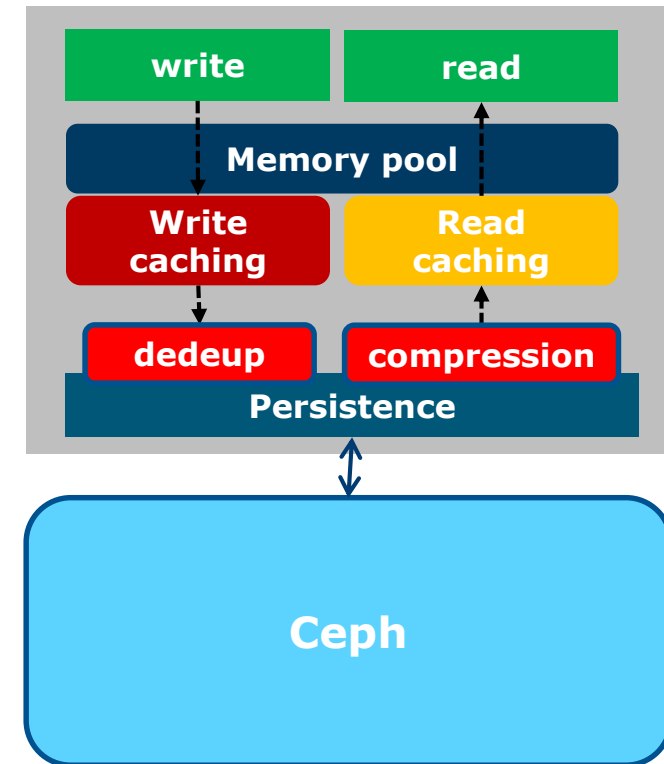 write
read
Memory pool
Write
caching
Read
caching
dedeup
compression
Persistence
Ceph